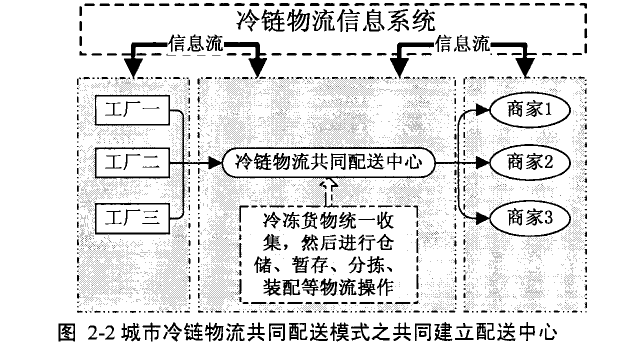 冷链物流信息系统
信息流
信息流
工厂一
工厂二
工厂三
冷链物流共同配送中心
冷冻货物统一收
集，然后进行仓
储、暂存、分拣、
装配等物流操作
商家1
商家2
商家3
图 2-2城市冷链物流共同配送模式之共同建立配送中心